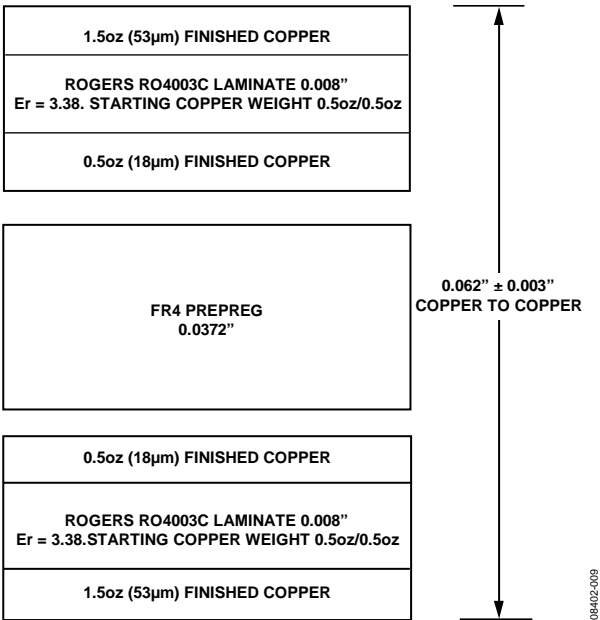 1.5oz (53µm) FINISHED COPPER
ROGERS RO4003C LAMINATE 0.008”
Er = 3.38. STARTING COPPER WEIGHT 0.5oz/0.5oz
0.5oz (18µm) FINISHED COPPER
FR4 PREPREG
0.0372”
0.062” ± 0.003”
COPPER TO COPPER
0.5oz (18µm) FINISHED COPPER
ROGERS RO4003C LAMINATE 0.008”
Er = 3.38.STARTING COPPER WEIGHT 0.5oz/0.5oz
1.5oz (53µm) FINISHED COPPER
08402-009